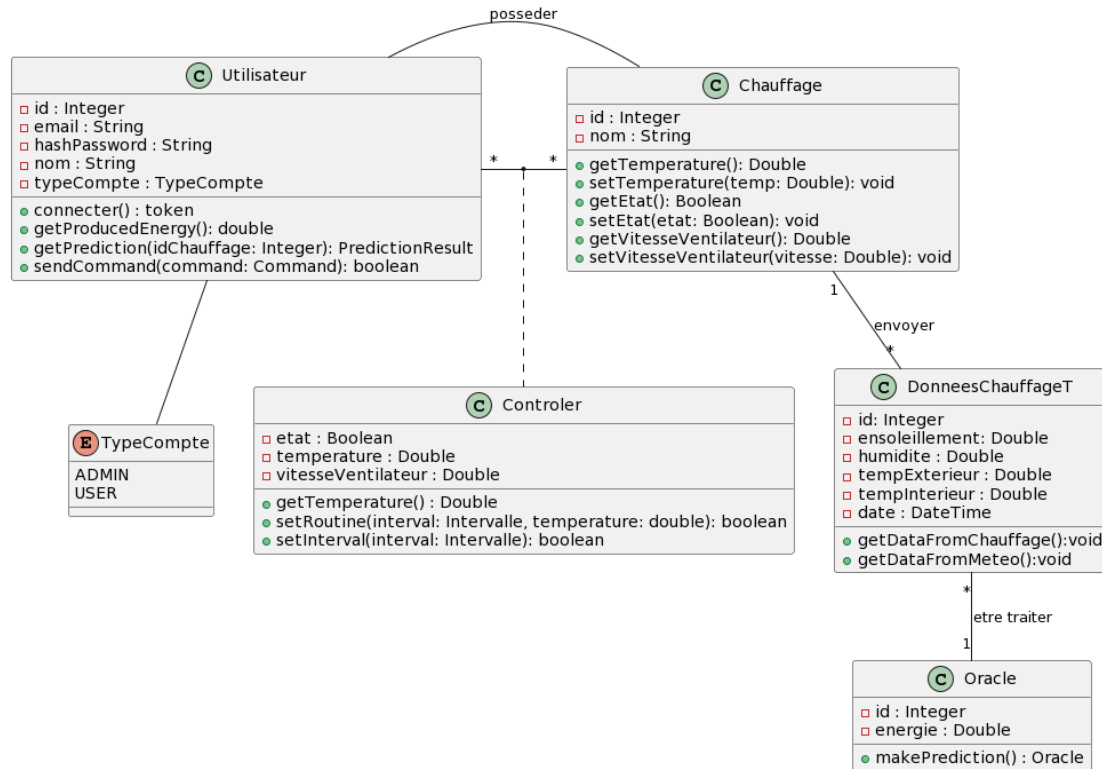 posseder
C Utilisateur
id : Integer
email : String
hashPassword : String
nom : String
typeCompte : TypeCompte
connecter() : token
getProducedEnergy(): double
getPrediction(idChauffage: Integer): PredictionResult
sendCommand(command: Command): boolean
C Chauffage
id : Integer
nom : String
getTemperature(): Double
setTemperature(temp: Double): void
getEtat(): Boolean
setEtat(etat: Boolean): void
getVitesseVentilateur(): Double
setVitesseVentilateur(vitesse: Double): void
* *
1
envoyer
*
E TypeCompte
ADMIN
USER
C Controler
etat : Boolean
temperature : Double
vitesseVentilateur : Double
getTemperature() : Double
setRoutine(interval: Intervalle, temperature: double): boolean
setInterval(interval: Intervalle): boolean
C DonneesChauffageT
id: Integer
ensoleillement: Double
humidite : Double
tempExterieur : Double
tempInterieur : Double
date : DateTime
getDataFromChauffage():void
getDataFromMeteo():void
*
etre traiter
1
C Oracle
id : Integer
energie : Double
makePrediction() : Oracle